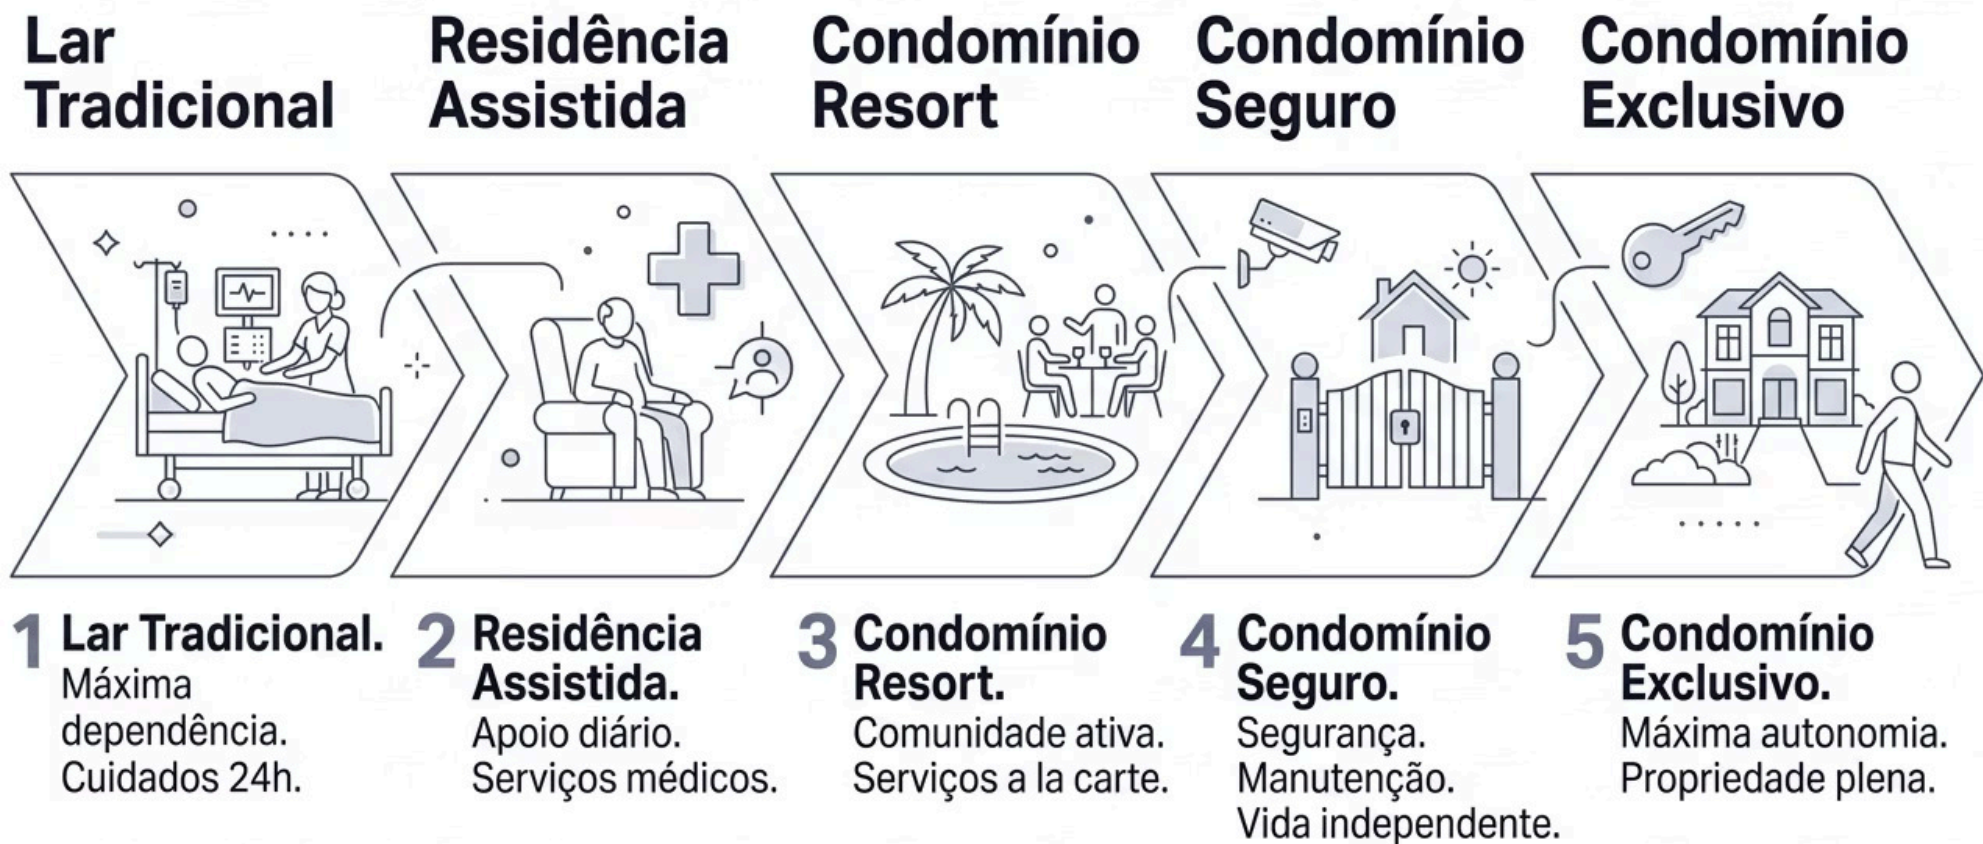 Lar
Tradicional
Residência
Assistida
Condomínio
Resort
Condomínio
Seguro
Condomínio
Exclusivo
1 Lar Tradicional.
Máxima
dependência.
Cuidados 24h.
2 Residência
Assistida.
Apoio diário.
Serviços médicos.
3 Condomínio
Resort.
Comunidade ativa.
Serviços a la carte.
4 Condomínio
Seguro.
Segurança.
Manutenção.
Vida independente.
5 Condomínio
Exclusivo.
Máxima autonomia.
Propriedade plena.